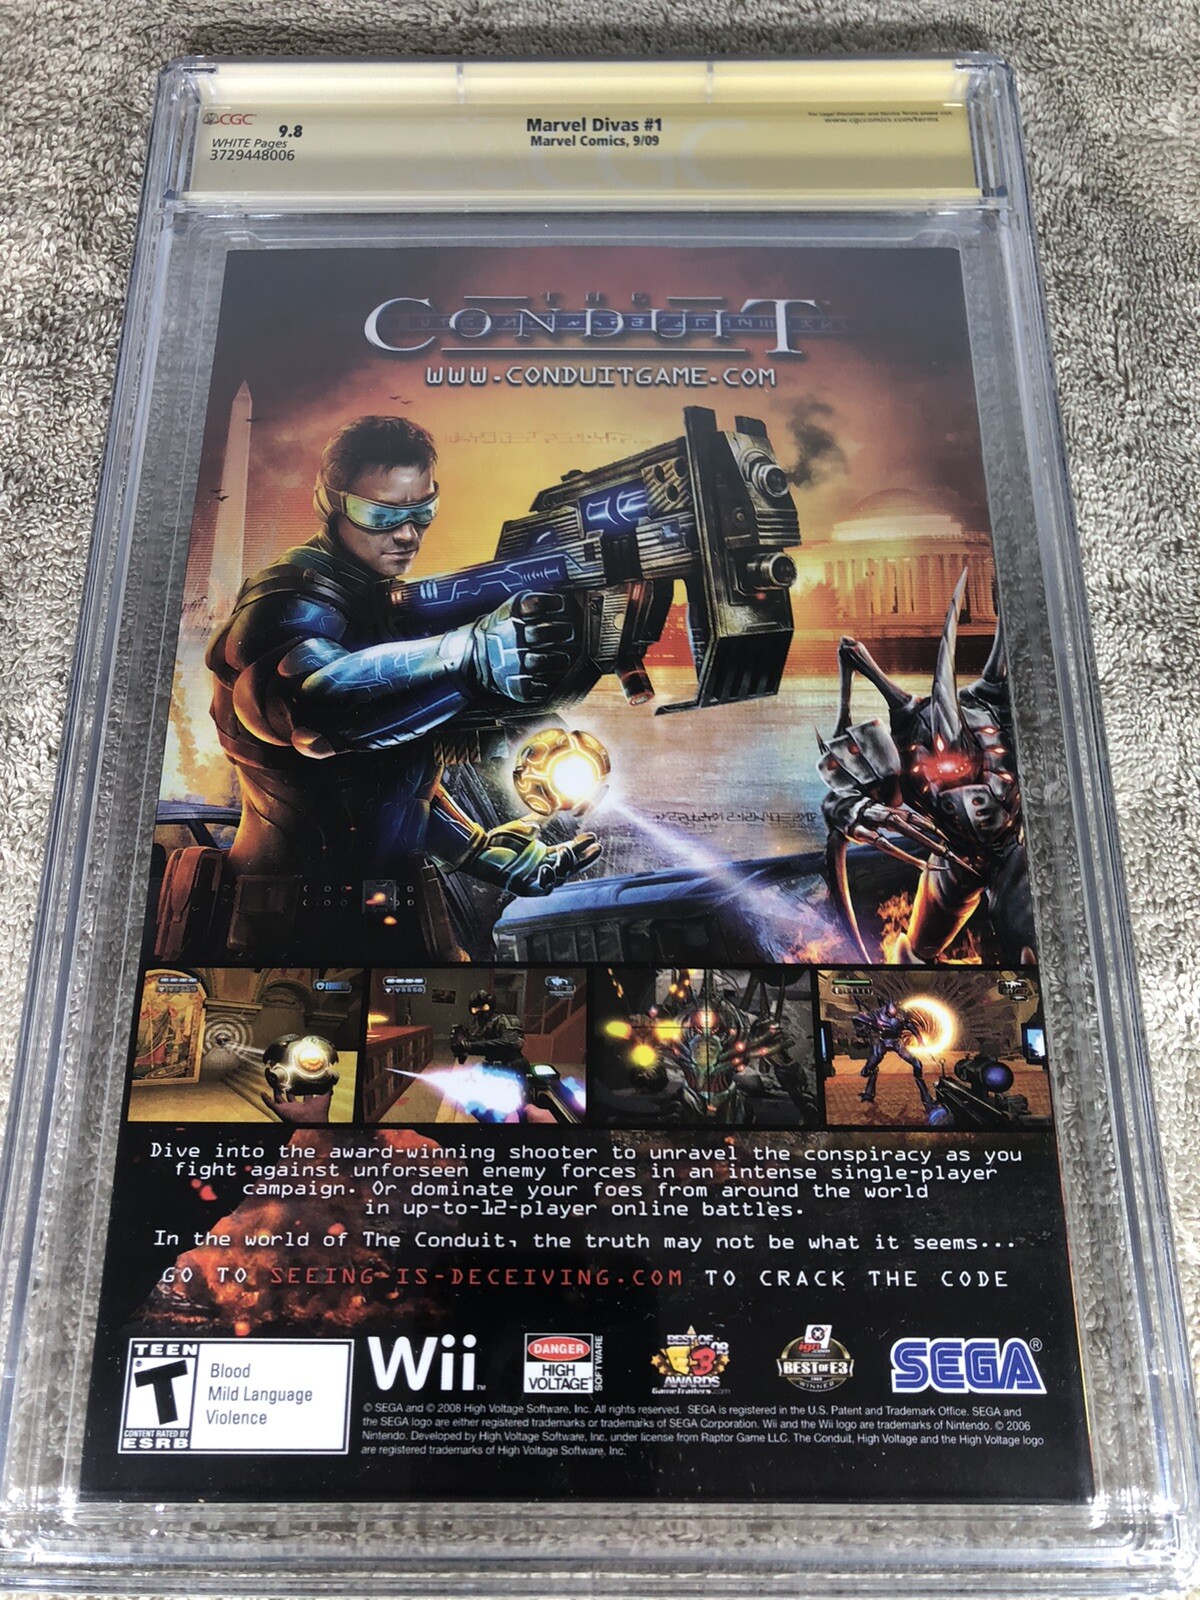 CGC
9.8
WHITE Pages
3729448006
Marvel Divas #1
Marvel Comics, 9/09
www.cgccomics.com/terms
THE
CONDUIT
WWW.CONDUITGAME.COM
Dive into the award-winning shooter to unravel the conspiracy as you
fight against unforseen enemy forces in an intense single-player
campaign. Or dominate your foes from around the world
in up-to-12-player online battles.
In the world of The Conduit, the truth may not be what it seems...
GO TO SEEING-IS-DECEIVING.COM TO CRACK THE CODE
TEEN
T
CONTENT RATED BY
ESRB
Blood
Mild Language
Violence
Wii™
DANGER
HIGH
VOLTAGE
SOFTWARE
BEST OF 08
E3
AWARDS
GameTrailers.com
ign.com
BEST OF E3
2008
WINNER
SEGA®
© SEGA and © 2008 High Voltage Software, Inc. All rights reserved. SEGA is registered in the U.S. Patent and Trademark Office. SEGA and
the SEGA logo are either registered trademarks or trademarks of SEGA Corporation. Wii and the Wii logo are trademarks of Nintendo. © 2006
Nintendo. Developed by High Voltage Software, Inc. under license from Raptor Game LLC. The Conduit, High Voltage and the High Voltage logo
are registered trademarks of High Voltage Software, Inc.